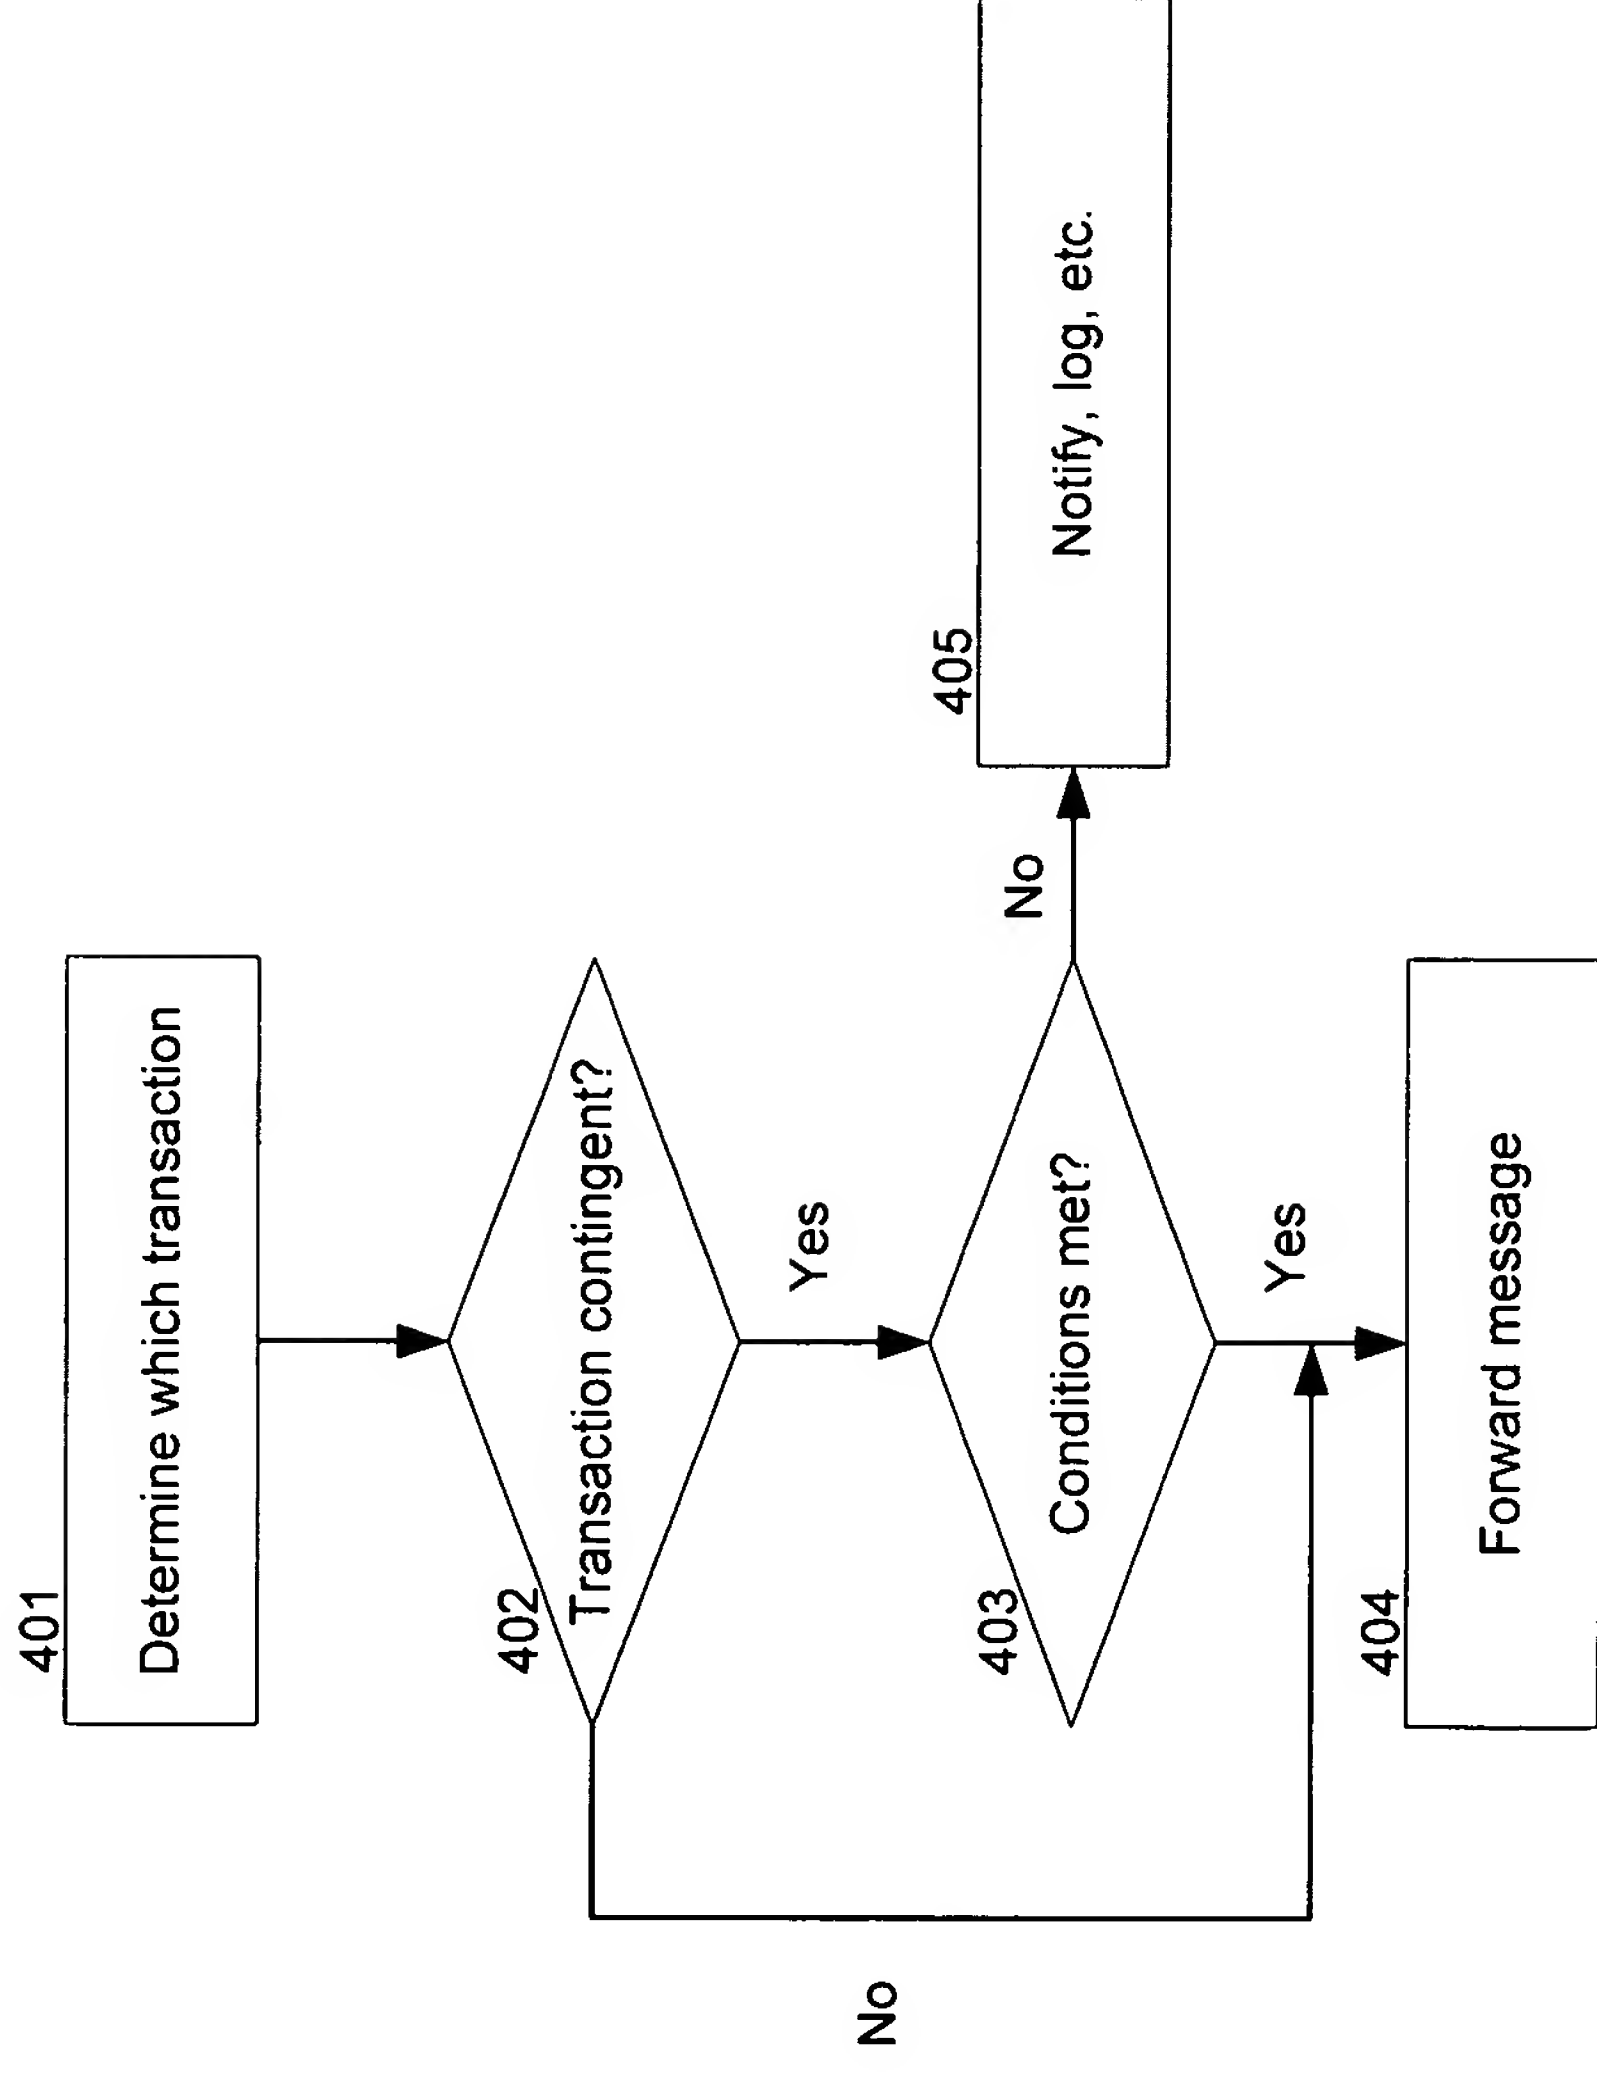 401
Determine which transaction
402
Transaction contingent?
Yes
No
403
Conditions met?
No
405
Notify, log, etc.
Yes
404
Forward message